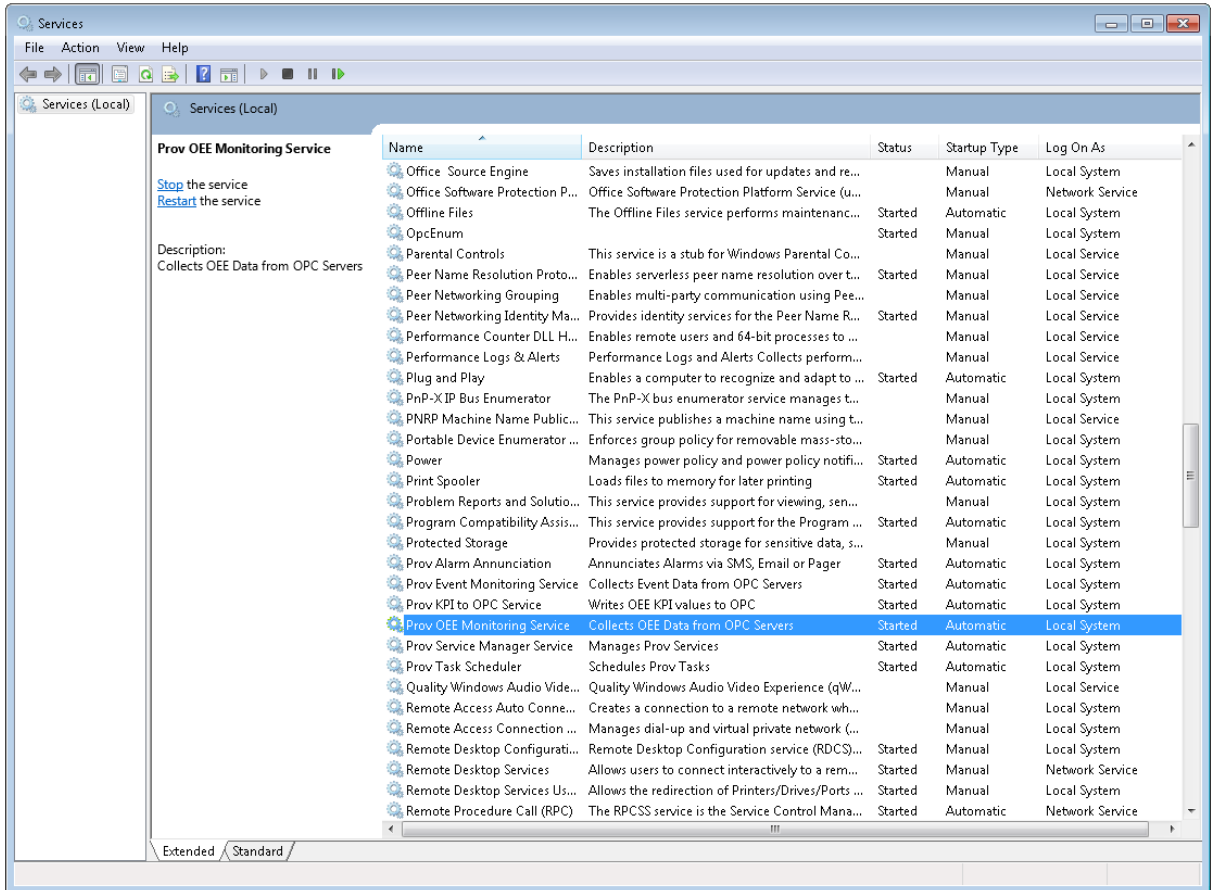 Services
File Action View Help
Services (Local)
Services (Local)
Prov OEE Monitoring Service
Stop the service
Restart the service
Description:
Collects OEE Data from OPC Servers
Name Description Status Startup Type Log On As
Office Source Engine Saves installation files used for updates and re... Manual Local System
Office Software Protection P... Office Software Protection Platform Service (u... Manual Network Service
Offline Files The Offline Files service performs maintenanc... Started Automatic Local System
OpcEnum Started Manual Local System
Parental Controls This service is a stub for Windows Parental Co... Manual Local Service
Peer Name Resolution Proto... Enables serverless peer name resolution over t... Started Manual Local Service
Peer Networking Grouping Enables multi-party communication using Pee... Manual Local Service
Peer Networking Identity Ma... Provides identity services for the Peer Name R... Started Manual Local Service
Performance Counter DLL H... Enables remote users and 64-bit processes to ... Manual Local Service
Performance Logs & Alerts Performance Logs and Alerts Collects perform... Manual Local Service
Plug and Play Enables a computer to recognize and adapt to ... Started Automatic Local System
PnP-X IP Bus Enumerator The PnP-X bus enumerator service manages t... Manual Local System
PNRP Machine Name Public... This service publishes a machine name using t... Manual Local Service
Portable Device Enumerator ... Enforces group policy for removable mass-sto... Manual Local System
Power Manages power policy and power policy notifi... Started Automatic Local System
Print Spooler Loads files to memory for later printing Started Automatic Local System
Problem Reports and Solutio... This service provides support for viewing, sen... Manual Local System
Program Compatibility Assis... This service provides support for the Program ... Started Automatic Local System
Protected Storage Provides protected storage for sensitive data, s... Manual Local System
Prov Alarm Annunciation Annunciates Alarms via SMS, Email or Pager Started Automatic Local System
Prov Event Monitoring Service Collects Event Data from OPC Servers Started Automatic Local System
Prov KPI to OPC Service Writes OEE KPI values to OPC Started Automatic Local System
Prov OEE Monitoring Service Collects OEE Data from OPC Servers Started Automatic Local System
Prov Service Manager Service Manages Prov Services Started Automatic Local System
Prov Task Scheduler Schedules Prov Tasks Started Automatic Local System
Quality Windows Audio Vide... Quality Windows Audio Video Experience (qW... Manual Local Service
Remote Access Auto Conne... Creates a connection to a remote network wh... Manual Local System
Remote Access Connection ... Manages dial-up and virtual private network (... Manual Local System
Remote Desktop Configurati... Remote Desktop Configuration service (RDCS)... Started Manual Local System
Remote Desktop Services Allows users to connect interactively to a rem... Started Manual Network Service
Remote Desktop Services Us... Allows the redirection of Printers/Drives/Ports ... Started Manual Local System
Remote Procedure Call (RPC) The RPCSS service is the Service Control Mana... Started Automatic Network Service
Extended Standard